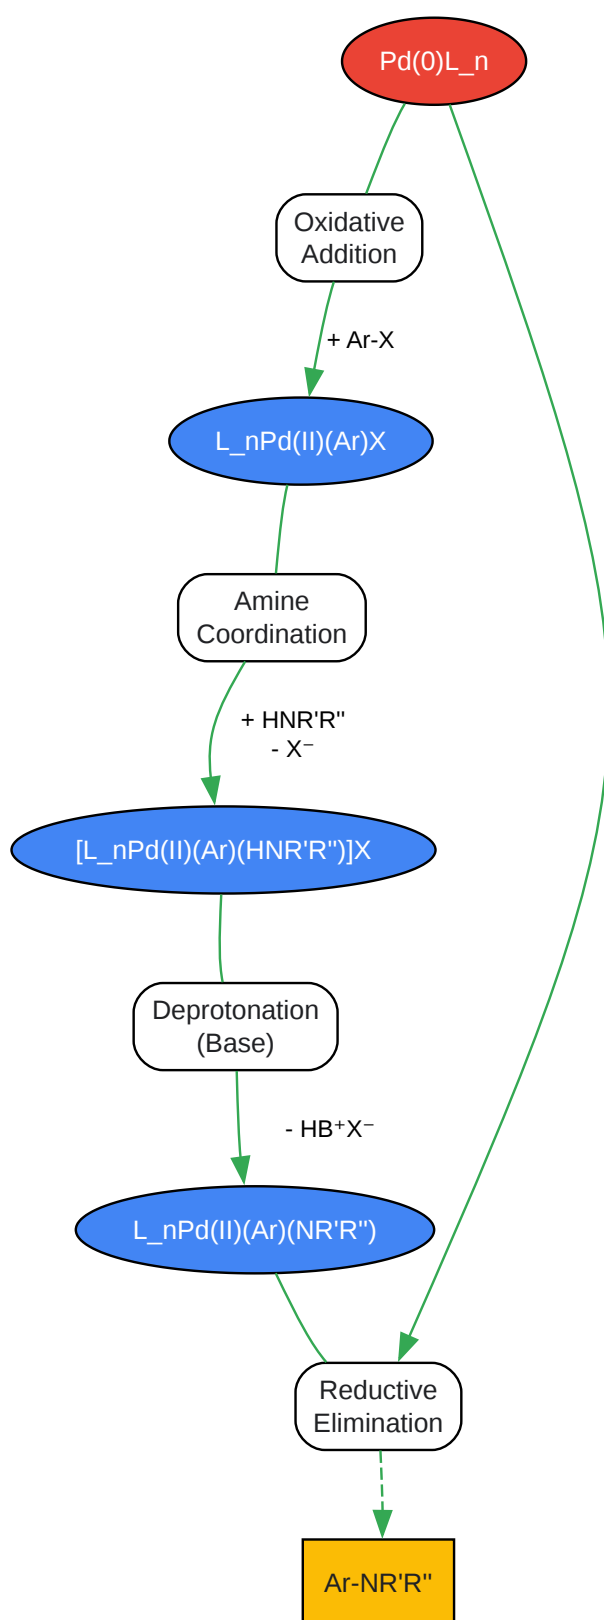 Pd(0)L_n
Oxidative
Addition
+ Ar-X
L_nPd(II)(Ar)X
Amine
Coordination
+ HNR'R"
- X⁻
[L_nPd(II)(Ar)(HNR'R")]X
Deprotonation
(Base)
- HB⁺X⁻
L_nPd(II)(Ar)(NR'R")
Reductive
Elimination
Ar-NR'R"